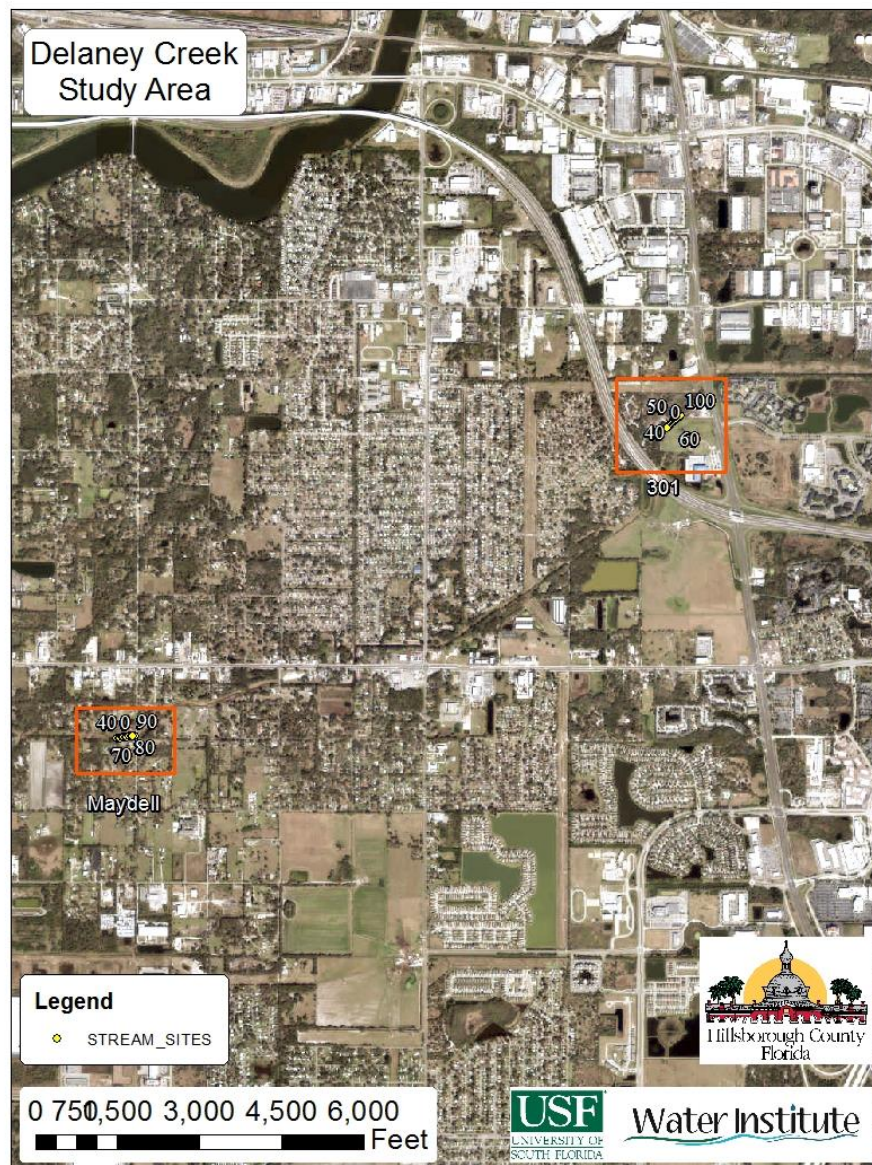 Delaney Creek
Study Area
50 0 100
40 60
301
40 0 90
70 80
Maydell
Legend
STREAM_SITES
Hillsborough County
Florida
0 750 1,500 3,000 4,500 6,000
Feet
USF
UNIVERSITY OF
SOUTH FLORIDA
Water Institute